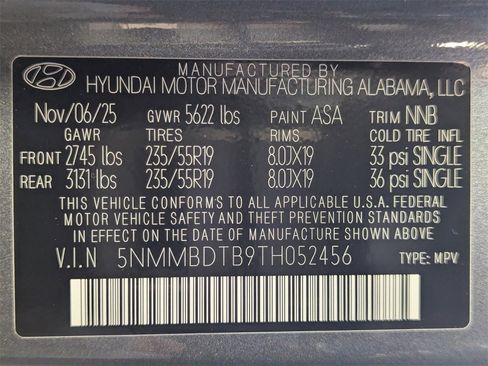 MANUFACTURED BY
HYUNDAI MOTOR MANUFACTURING ALABAMA, LLC
Nov/06/25 GVWR 5622 lbs PAINT ASA TRIM NNB
GAWR TIRES RIMS COLD TIRE INFL
FRONT 2745 lbs 235/55R19 8.0JX19 33 psi SINGLE
REAR 3131 lbs 235/55R19 8.0JX19 36 psi SINGLE
THIS VEHICLE CONFORMS TO ALL APPLICABLE U.S.A. FEDERAL
MOTOR VEHICLE SAFETY AND THEFT PREVENTION STANDARDS
IN EFFECT ON THE DATE OF MANUFACTURE SHOWN ABOVE.
V.I.N 5NMMBDTB9TH052456 TYPE: MPV